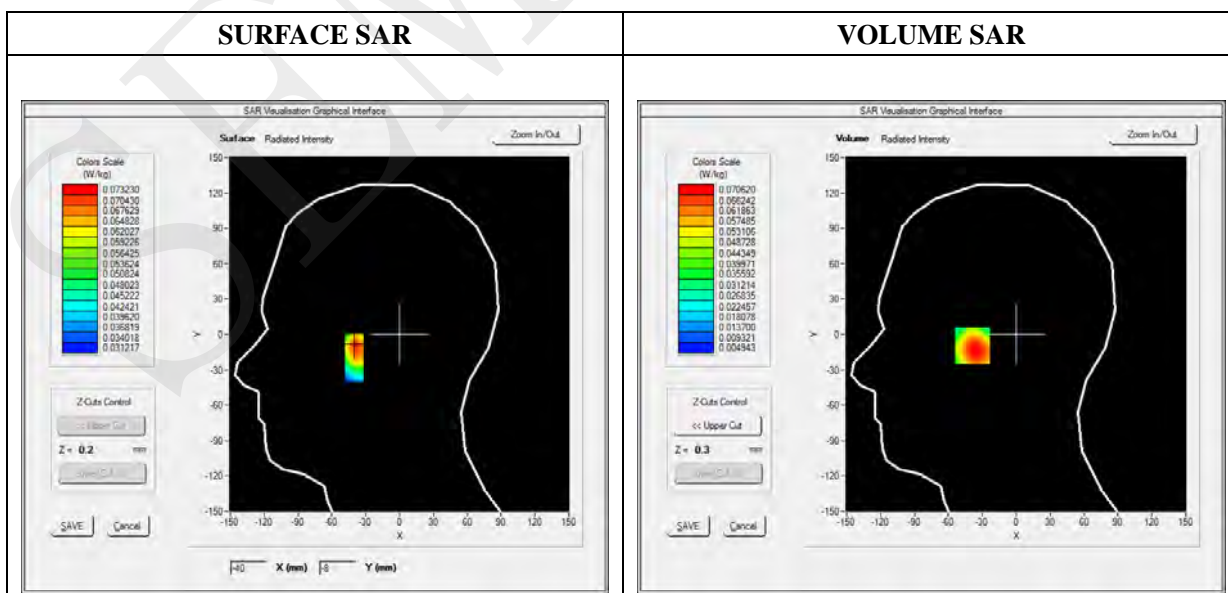 SURFACE SAR
VOLUME SAR
SAR Visualisation Graphical Interface
Surface Radiated Intensity
Zoom In/Out
Colors Scale
(W/kg)
0.073230
0.070430
0.067629
0.064828
0.062027
0.059226
0.056425
0.053624
0.050824
0.048023
0.045222
0.042421
0.039620
0.036819
0.034018
0.031217
Z-Cuts Control
<< Upper Cut
Z = 0.2 mm
SAVE
Cancel
150
120
90
60
30
0
-30
-60
-90
-120
-150
Y
-150 -120 -90 -60 -30 0 30 60 90 120 150
X
-40 X (mm) -8 Y (mm)
SAR Visualisation Graphical Interface
Volume Radiated Intensity
Zoom In/Out
Colors Scale
(W/kg)
0.070620
0.066242
0.061863
0.057485
0.053106
0.048728
0.044349
0.039971
0.035592
0.031214
0.026835
0.022457
0.018078
0.013700
0.009321
0.004943
Z-Cuts Control
<< Upper Cut
Z = 0.3 mm
SAVE
Cancel
150
120
90
60
30
0
-30
-60
-90
-120
-150
Y
-150 -120 -90 -60 -30 0 30 60 90 120 150
X